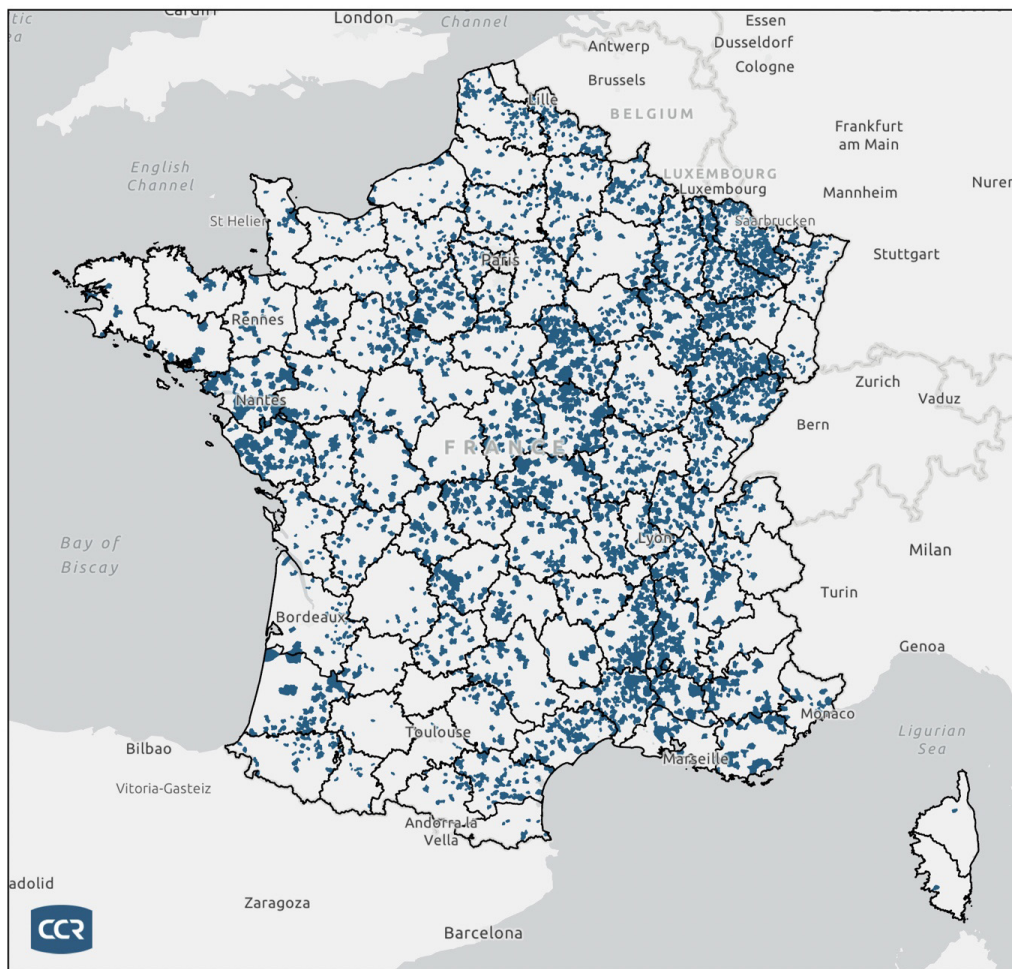 London
Channel
Essen
Dusseldorf
Antwerp
Cologne
Brussels
Lille
BELGIUM
Frankfurt
am Main
English
Channel
LUXEMBOURG
Luxembourg
Mannheim
St Helier
Saarbrucken
Stuttgart
Paris
Rennes
Zurich
Vaduz
Nantes
Bern
FRANCE
Bay of
Biscay
Lyon
Milan
Turin
Bordeaux
Genoa
Monaco
Toulouse
Ligurian
Sea
Bilbao
Marseille
Vitoria-Gasteiz
Andorra la
Vella
adolid
Zaragoza
CCR
Barcelona